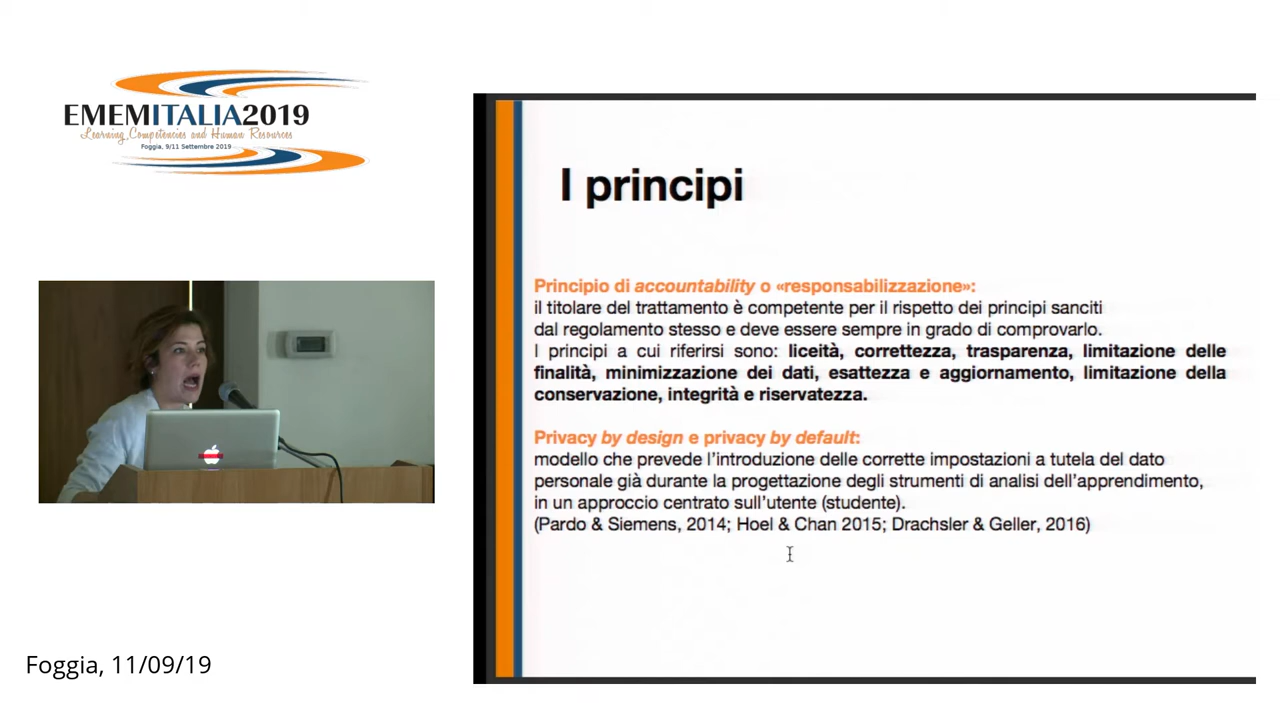 EMEMITALIA2019
Learning, Competencies and Human Resources
Foggia, 9/11 Settembre 2019
I principi
Principio di accountability o «responsabilizzazione»:
il titolare del trattamento è competente per il rispetto dei principi sanciti
dal regolamento stesso e deve essere sempre in grado di comprovarlo.
I principi a cui riferirsi sono: liceità, correttezza, trasparenza, limitazione delle
finalità, minimizzazione dei dati, esattezza e aggiornamento, limitazione della
conservazione, integrità e riservatezza.
Privacy by design e privacy by default:
modello che prevede l'introduzione delle corrette impostazioni a tutela del dato
personale già durante la progettazione degli strumenti di analisi dell'apprendimento,
in un approccio centrato sull'utente (studente).
(Pardo & Siemens, 2014; Hoel & Chan 2015; Drachsler & Geller, 2016)
Foggia, 11/09/19